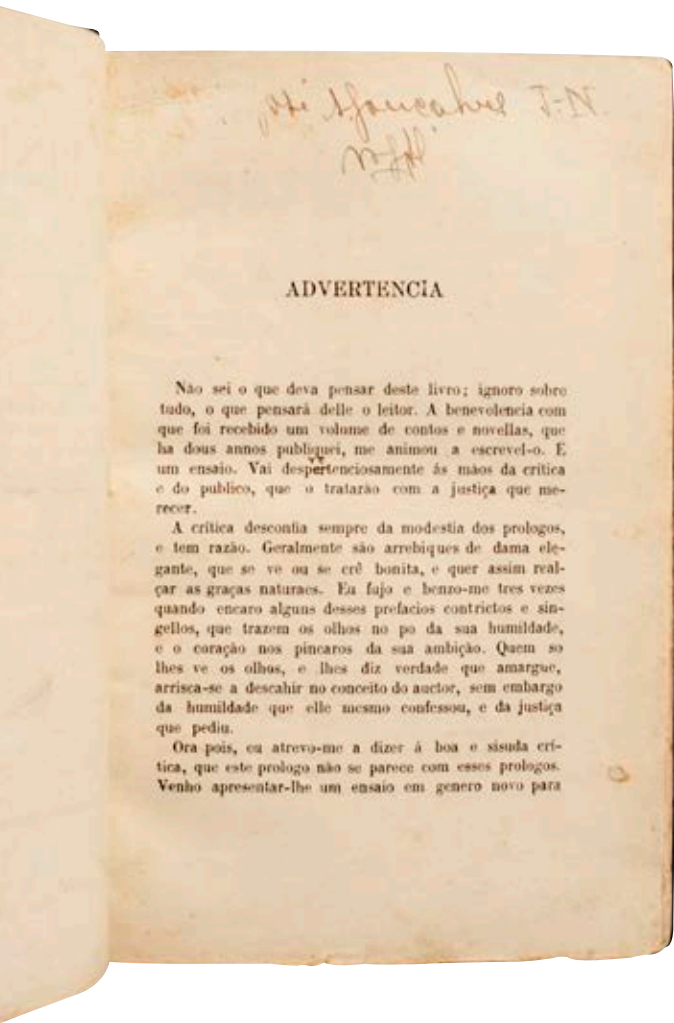 Gonçalves
ADVERTENCIA
Não sei o que deva pensar deste livro; ignoro sobre
tudo, o que pensará delle o leitor. A benevolencia com
que foi recebido um volume de contos e novellas, que
ha dous annos publiquei, me animou a escrevel-o. E
um ensaio. Vai despertenciosamente ás mãos da critica
e do publico, que o tratarão com a justiça que me-
recer.
A critica desconfia sempre da modestia dos prologos,
e tem razão. Geralmente são arrebiques de dama ele-
gante, que se ve ou se crê bonita, e quer assim real-
çar as graças naturaes. Eu fujo e benzo-me tres vezes
quando encaro alguns desses prefacios contrictos e sin-
gellos, que trazem os olhos no po da sua humildade,
e o coração nos pincaros da sua ambição. Quem so
lhes ve os olhos, e lhes diz verdade que amargue,
arrisca-se a descahir no conceito do auctor, sem embargo
da humildade que elle mesmo confessou, e da justiça
que pediu.
Ora pois, eu atrevo-me a dizer á boa e sisuda crí-
tica, que este prologo não se parece com esses prologos.
Venho apresentar-lhe um ensaio em genero novo para